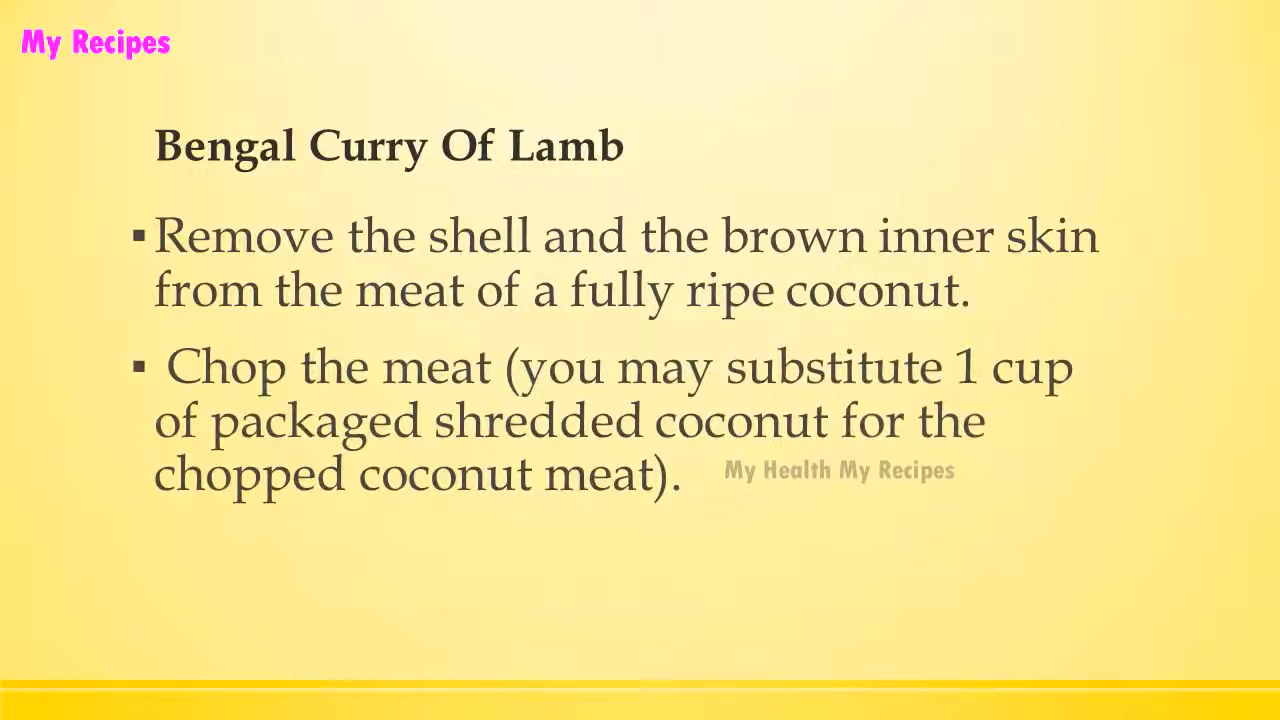 My Recipes
Bengal Curry Of Lamb
▪Remove the shell and the brown inner skin
from the meat of a fully ripe coconut.
▪ Chop the meat (you may substitute 1 cup
of packaged shredded coconut for the
chopped coconut meat).
My Health My Recipes